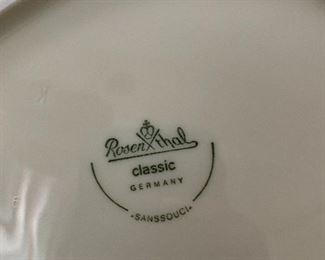 Rosenthal
classic
GERMANY
-SANSSOUCI-